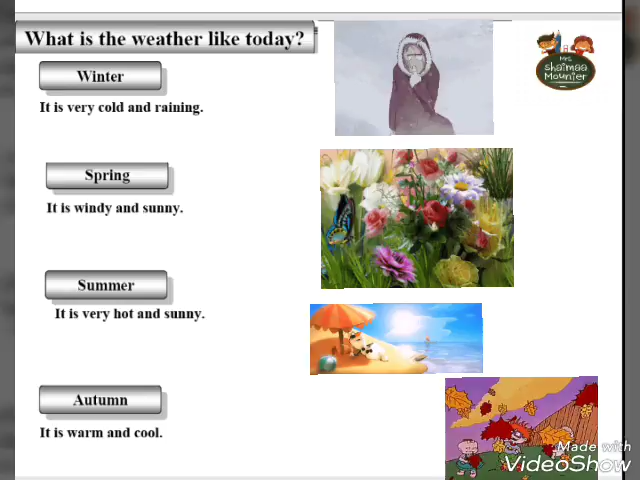 What is the weather like today?
Winter
It is very cold and raining.
Spring
It is windy and sunny.
Summer
It is very hot and sunny.
Autumn
It is warm and cool.
Mrs
shaimaa
Mounier
Made with
VideoShow